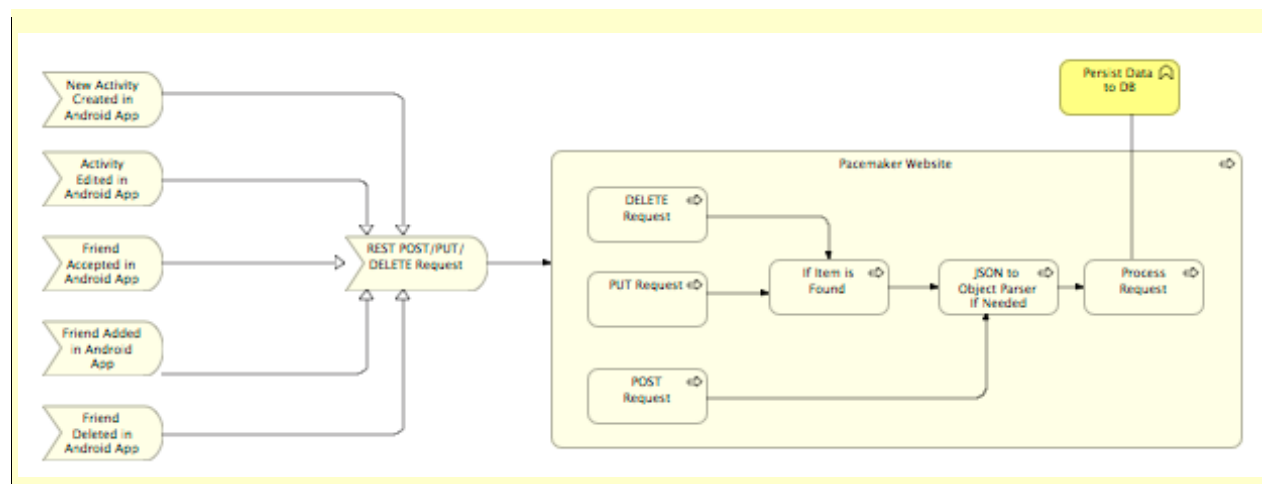 New Activity
Created in
Android App
Activity
Edited in
Android App
Friend
Accepted in
Android App
Friend Added
in Android
App
Friend
Deleted in
Android App
REST POST/PUT/
DELETE Request
Pacemaker Website
DELETE
Request
PUT Request
POST
Request
If Item is
Found
JSON to
Object Parser
If Needed
Process
Request
Persist Data
to DB